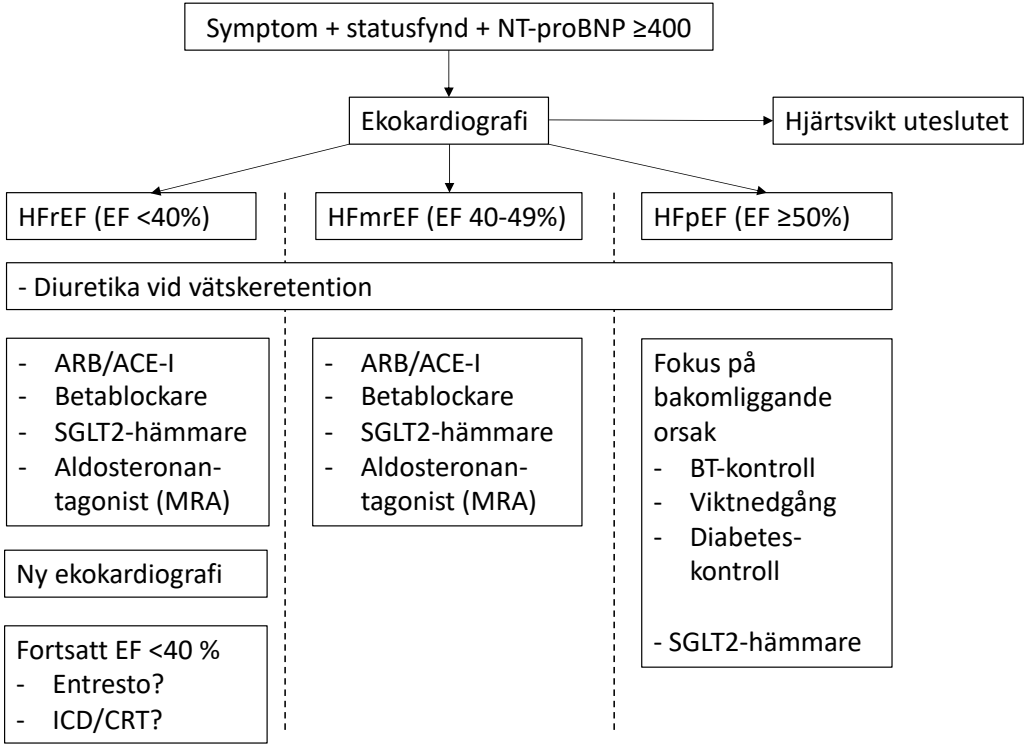 Symptom + statusfynd + NT-proBNP ≥400
Ekokardiografi
Hjärtsvikt uteslutet
HFrEF (EF <40%)
HFmrEF (EF 40-49%)
HFpEF (EF ≥50%)
- Diuretika vid vätskeretention
- ARB/ACE-I
- Betablockare
- SGLT2-hämmare
- Aldosteronan-
tagonist (MRA)
- ARB/ACE-I
- Betablockare
- SGLT2-hämmare
- Aldosteronan-
tagonist (MRA)
Fokus på
bakomliggande
orsak
- BT-kontroll
- Viktnedgång
- Diabetes-
kontroll
- SGLT2-hämmare
Ny ekokardiografi
Fortsatt EF <40 %
- Entresto?
- ICD/CRT?